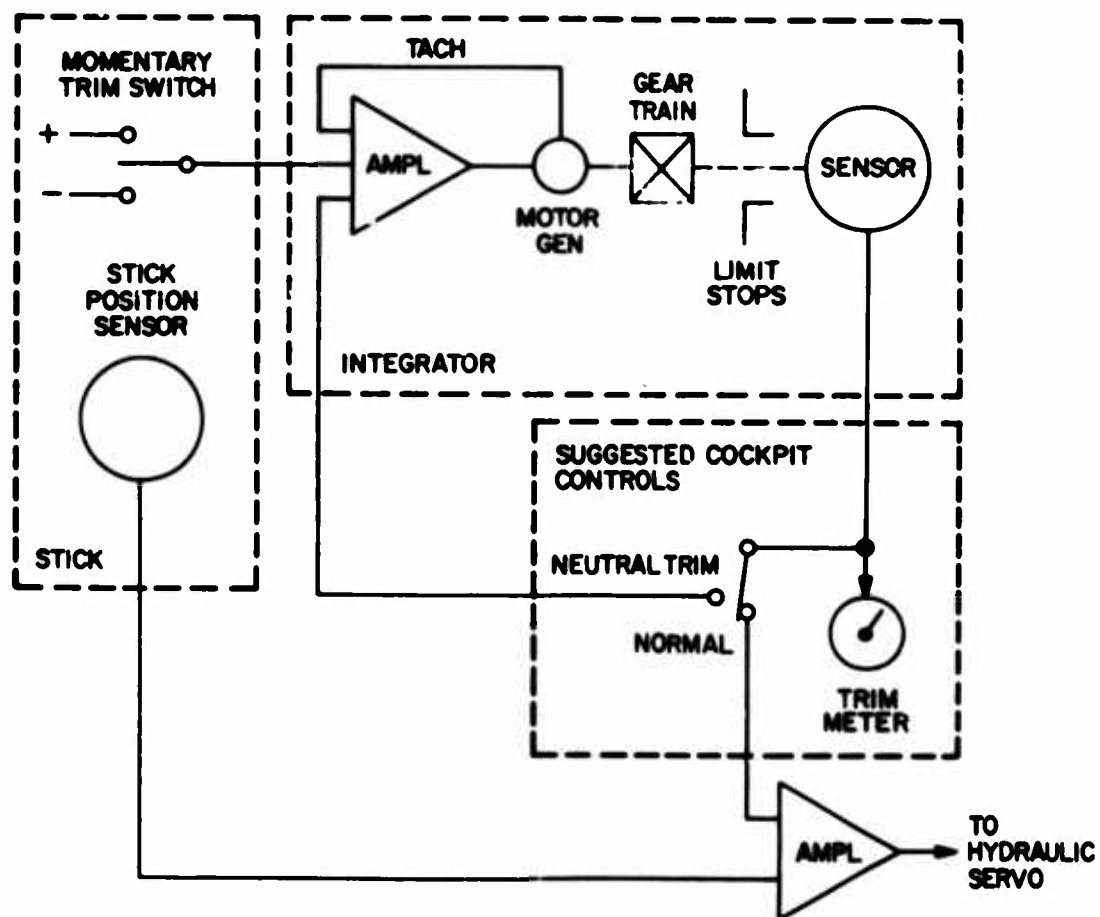 MOMENTARY
TRIM SWITCH
+
-
STICK
POSITION
SENSOR
STICK
TACH
AMPL
MOTOR
GEN
GEAR
TRAIN
LIMIT
STOPS
SENSOR
INTEGRATOR
SUGGESTED COCKPIT
CONTROLS
NEUTRAL TRIM
NORMAL
TRIM
METER
AMPL
TO
HYDRAULIC
SERVO